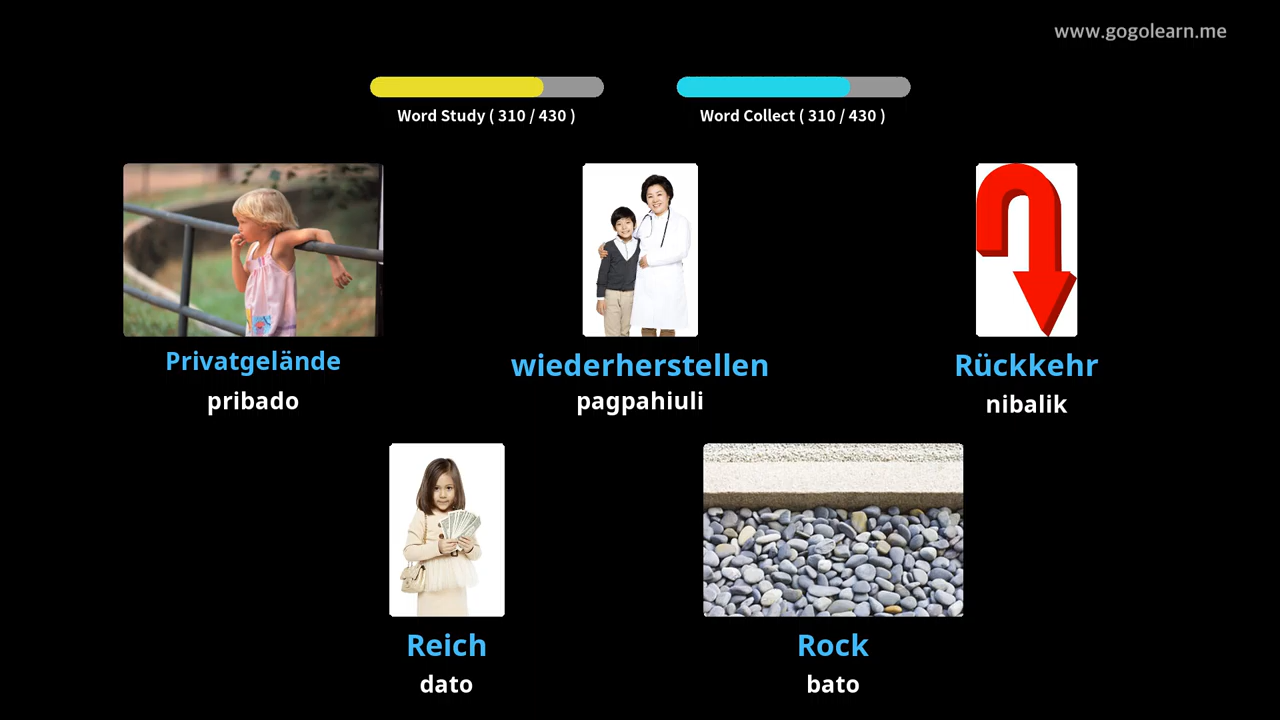 www.gogolearn.me
Word Study ( 310 / 430 )
Word Collect ( 310 / 430 )
Privatgelände
pribado
wiederherstellen
pagpahiuli
Rückkehr
nibalik
Reich
dato
Rock
bato